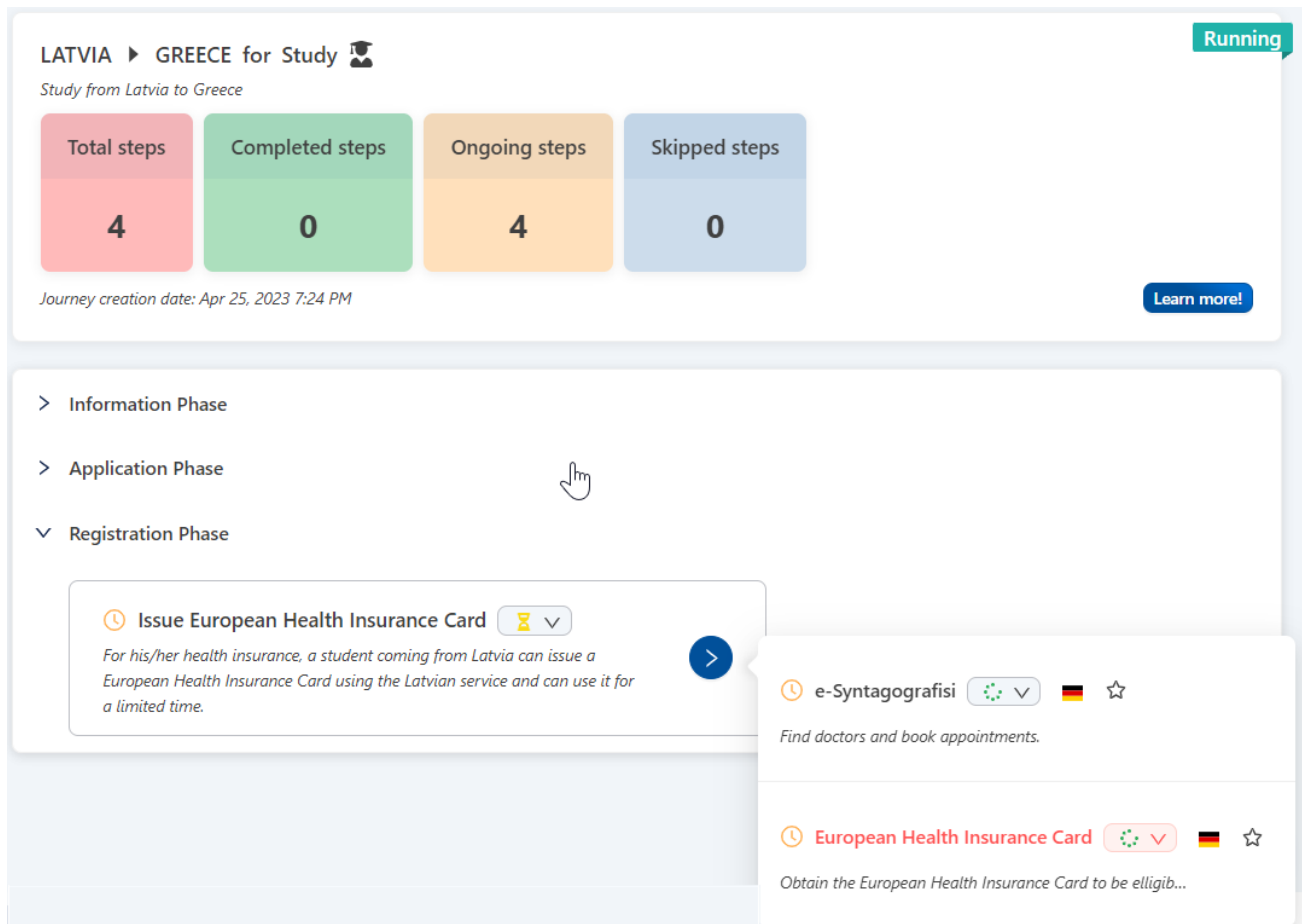 Running
LATVIA GREECE for Study
Study from Latvia to Greece
Total steps
Completed steps
Ongoing steps
Skipped steps
4
0
4
0
Journey creation date: Apr 25, 2023 7:24 PM
Learn more!
Information Phase
Application Phase
Registration Phase
Issue European Health Insurance Card
For his/her health insurance, a student coming from Latvia can issue a
European Health Insurance Card using the Latvian service and can use it for
a limited time.
e-Syntagografisi
Find doctors and book appointments.
European Health Insurance Card
Obtain the European Health Insurance Card to be elligib...